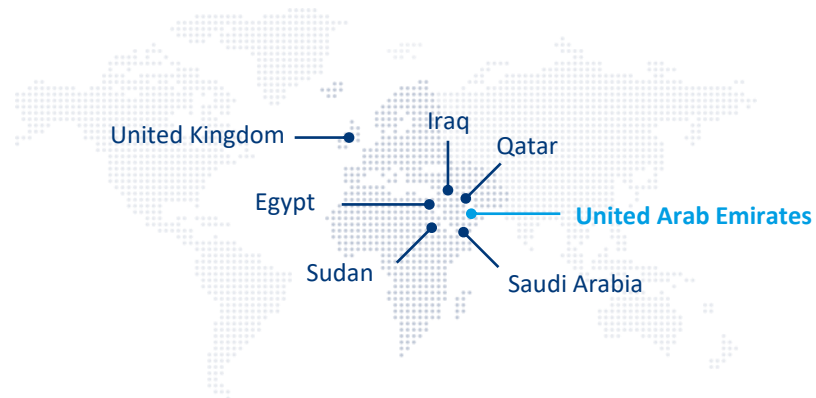 Iraq
United Kingdom
Qatar
Egypt
United Arab Emirates
Sudan
Saudi Arabia